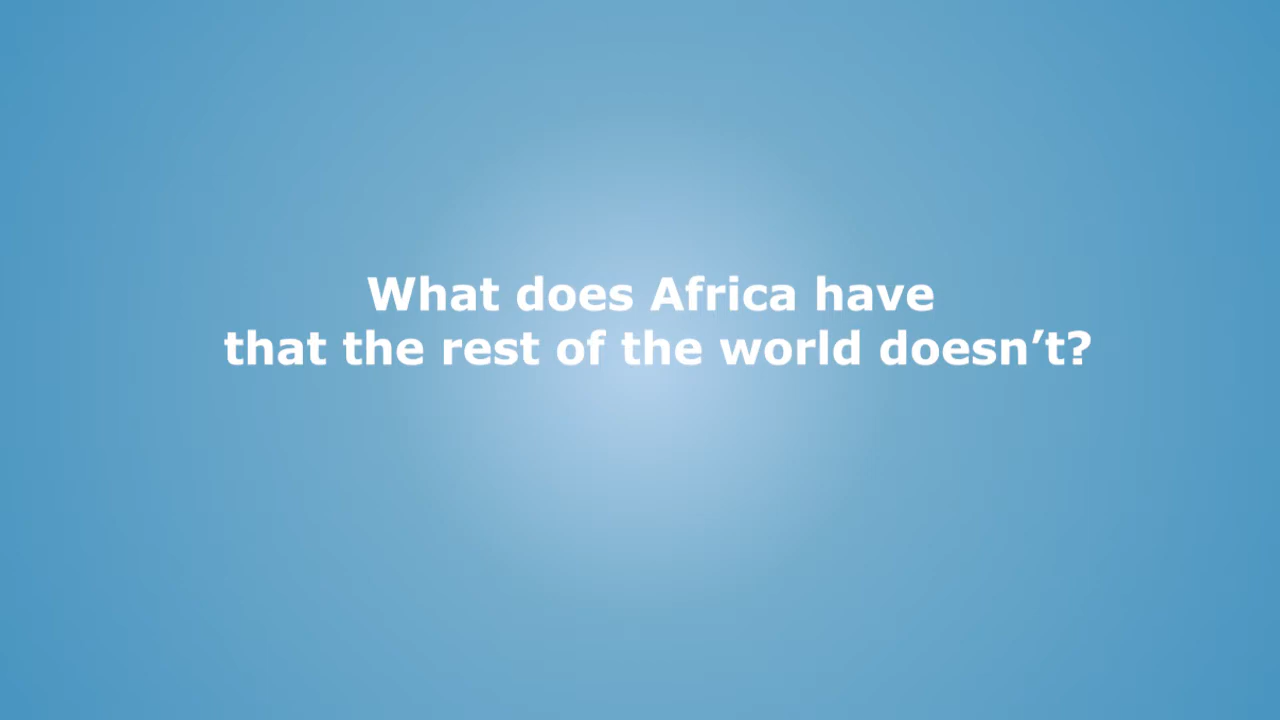 What does Africa have
that the rest of the world doesn’t?